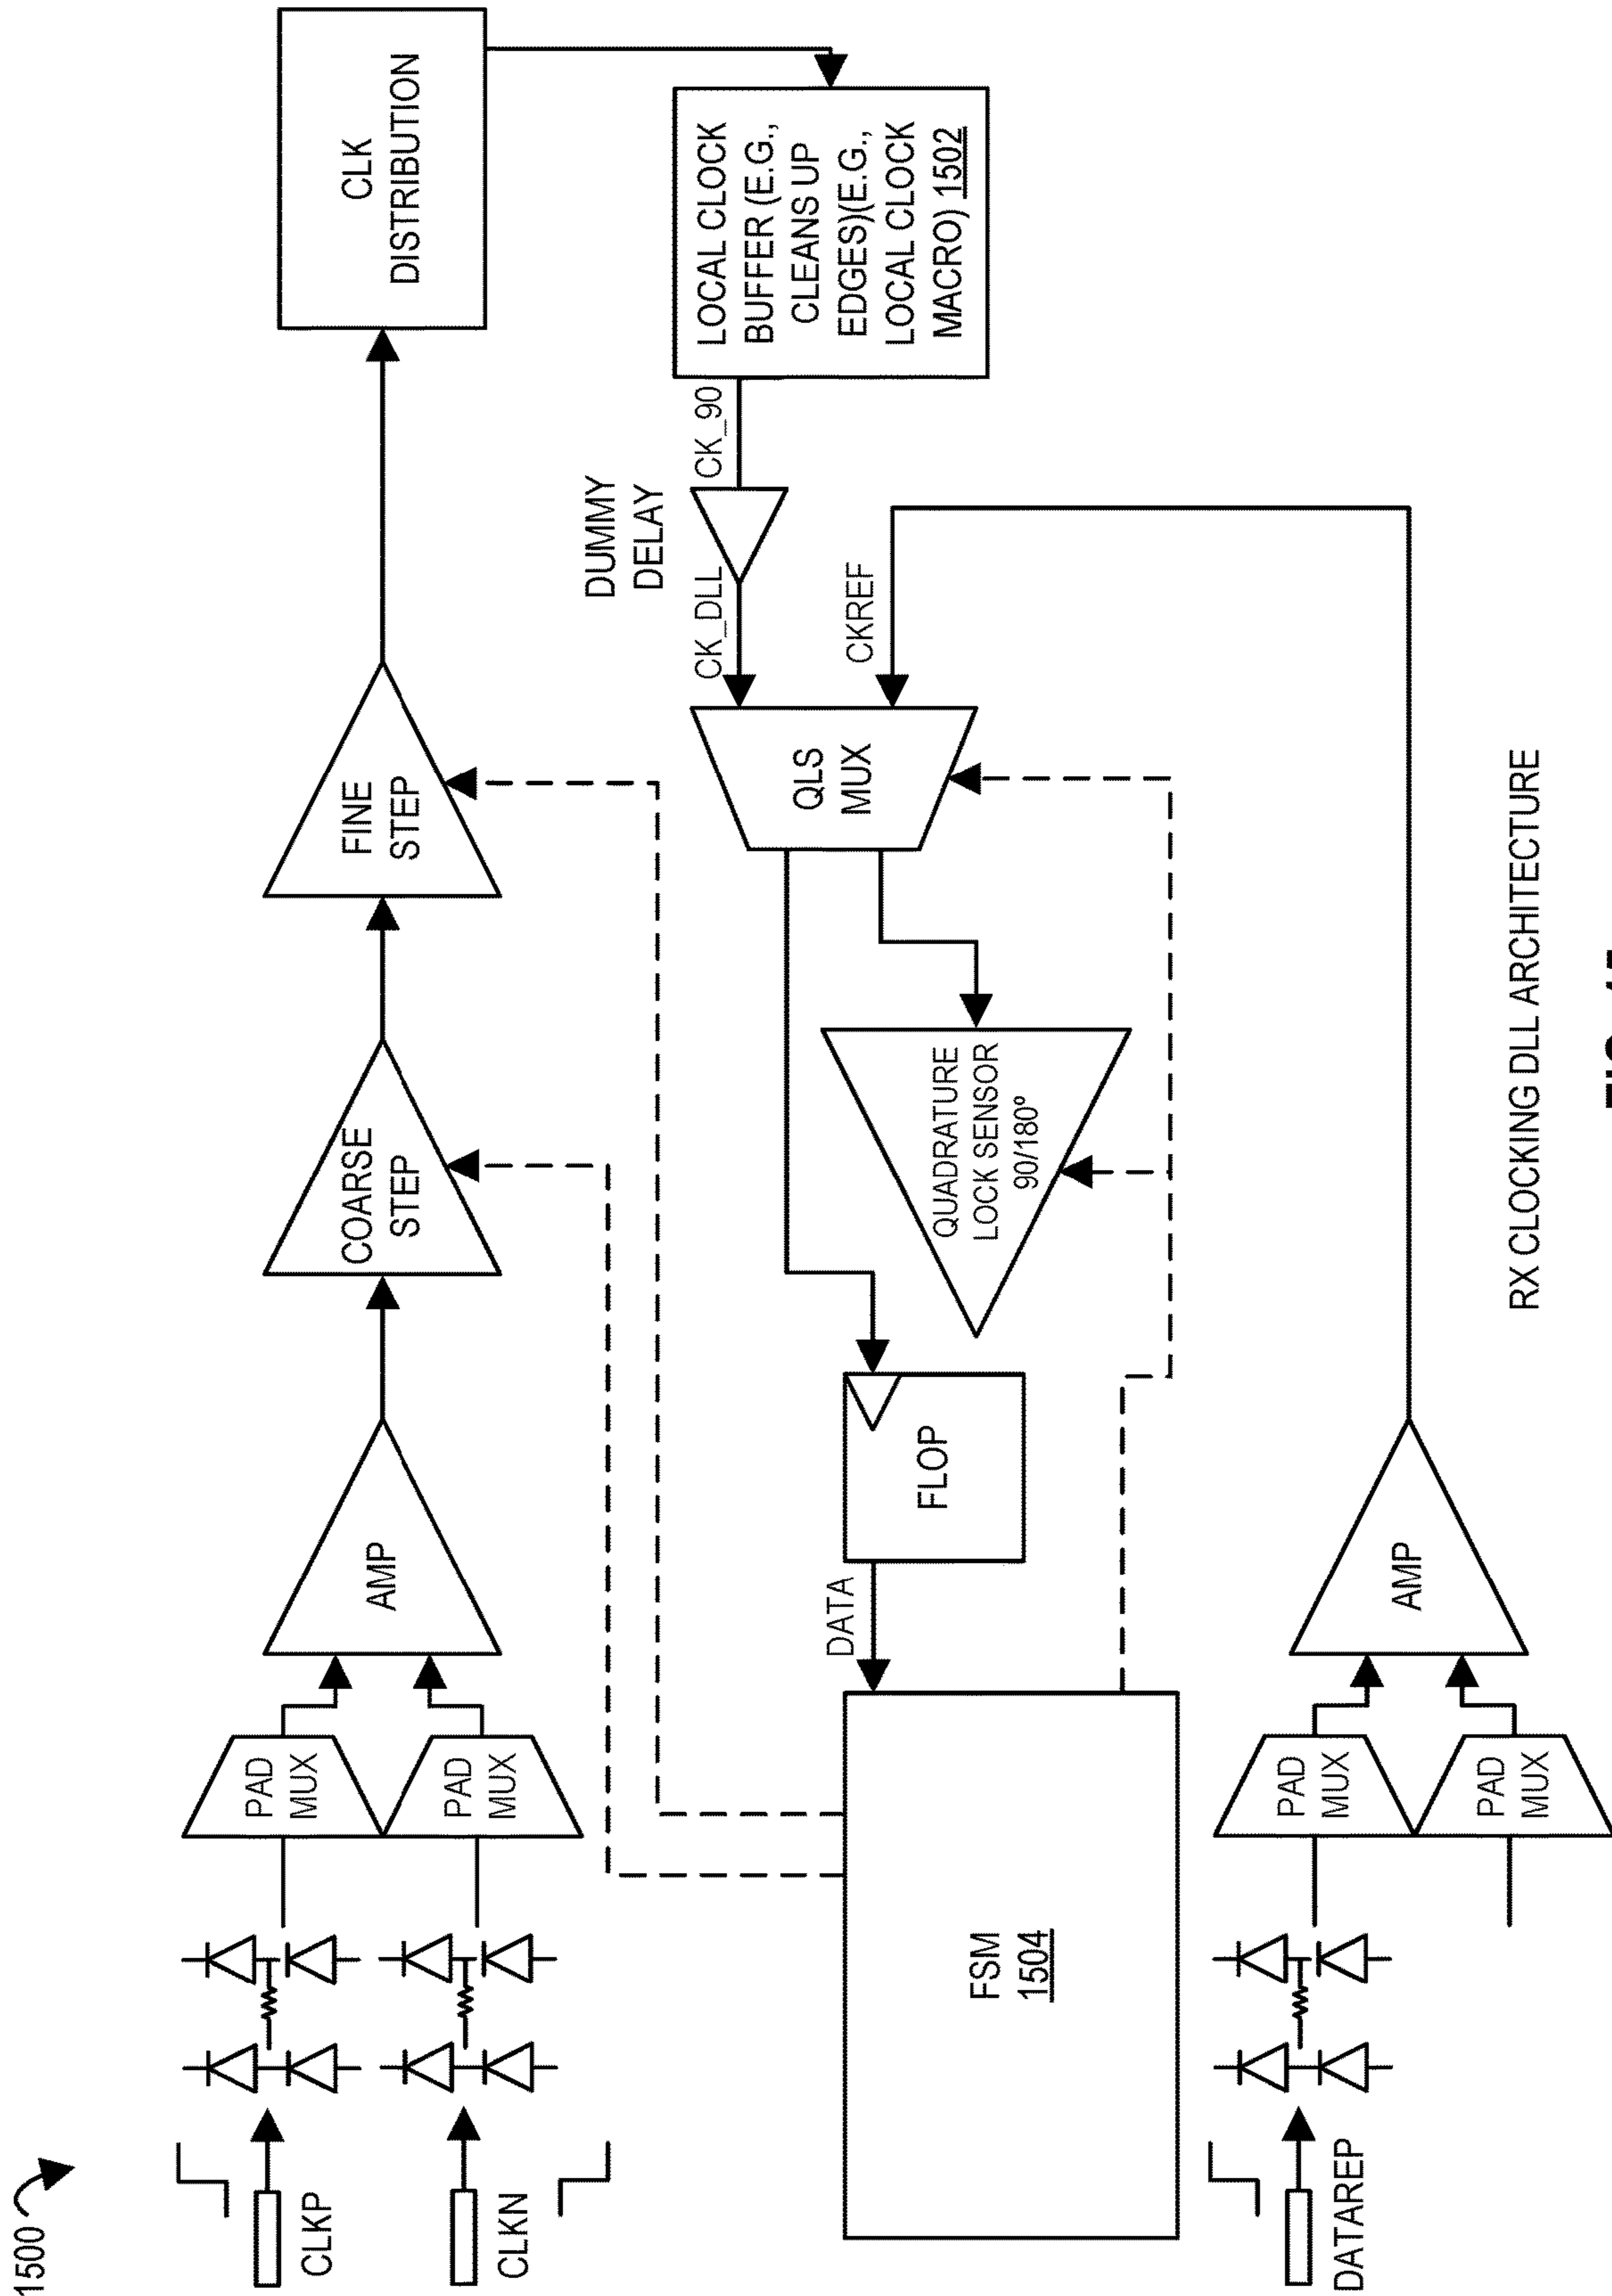 1500
CLKP
CLKN
PAD
MUX
PAD
MUX
AMP
COARSE
STEP
FINE
STEP
CLK
DISTRIBUTION
LOCAL CLOCK
BUFFER (E.G.,
CLEANS UP
EDGES)(E.G.,
LOCAL CLOCK
MACRO) 1502
CK_90
DUMMY
DELAY
CK_DLL
CKREF
QLS
MUX
QUADRATURE
LOCK SENSOR
90/180º
FLOP
DATA
FSM
1504
DATAREP
PAD
MUX
PAD
MUX
AMP
RX CLOCKING DLL ARCHITECTURE